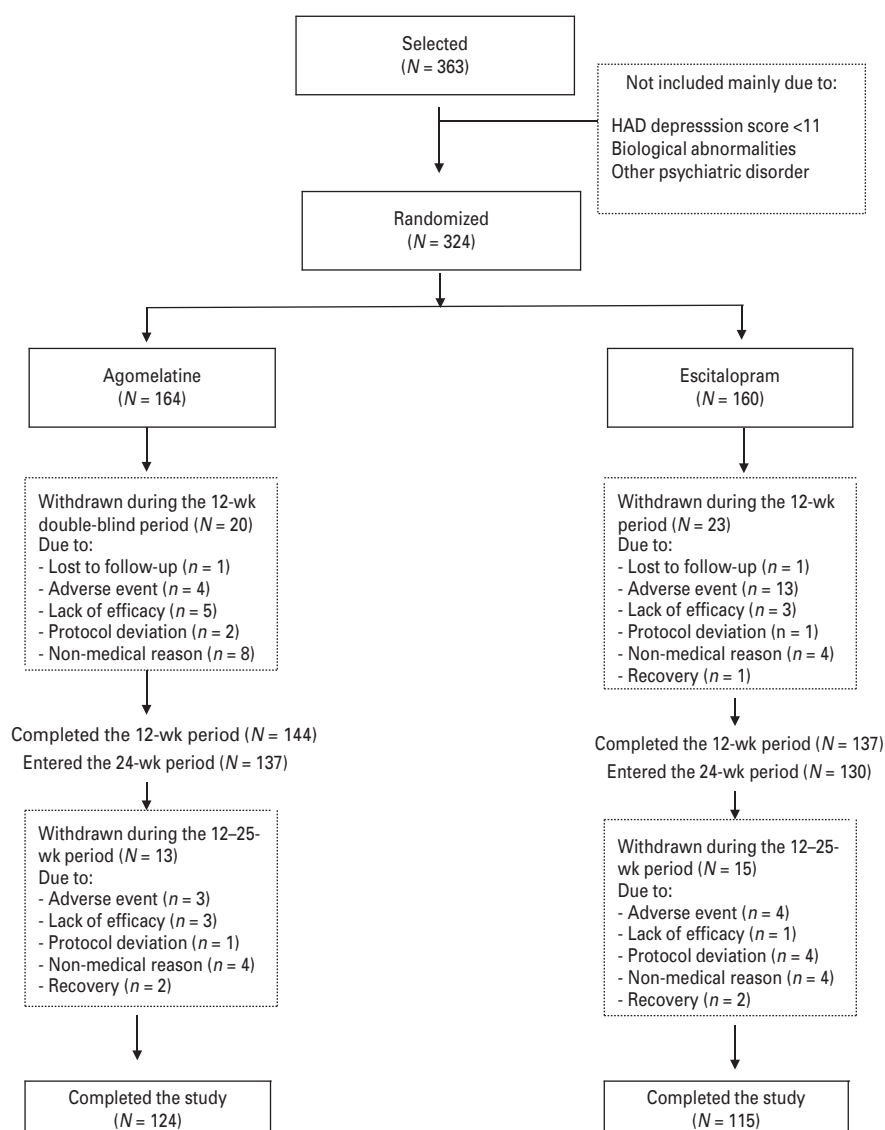 Selected
(N = 363)
Not included mainly due to:
HAD depresssion score <11
Biological abnormalities
Other psychiatric disorder
Randomized
(N = 324)
Agomelatine
(N = 164)
Escitalopram
(N = 160)
Withdrawn during the 12-wk
double-blind period (N = 20)
Due to:
- Lost to follow-up (n = 1)
- Adverse event (n = 4)
- Lack of efficacy (n = 5)
- Protocol deviation (n = 2)
- Non-medical reason (n = 8)
Withdrawn during the 12-wk
period (N = 23)
Due to:
- Lost to follow-up (n = 1)
- Adverse event (n = 13)
- Lack of efficacy (n = 3)
- Protocol deviation (n = 1)
- Non-medical reason (n = 4)
- Recovery (n = 1)
Completed the 12-wk period (N = 144)
Entered the 24-wk period (N = 137)
Completed the 12-wk period (N = 137)
Entered the 24-wk period (N = 130)
Withdrawn during the 12–25-
wk period (N = 13)
Due to:
- Adverse event (n = 3)
- Lack of efficacy (n = 3)
- Protocol deviation (n = 1)
- Non-medical reason (n = 4)
- Recovery (n = 2)
Withdrawn during the 12–25-
wk period (N = 15)
Due to:
- Adverse event (n = 4)
- Lack of efficacy (n = 1)
- Protocol deviation (n = 4)
- Non-medical reason (n = 4)
- Recovery (n = 2)
Completed the study
(N = 124)
Completed the study
(N = 115)